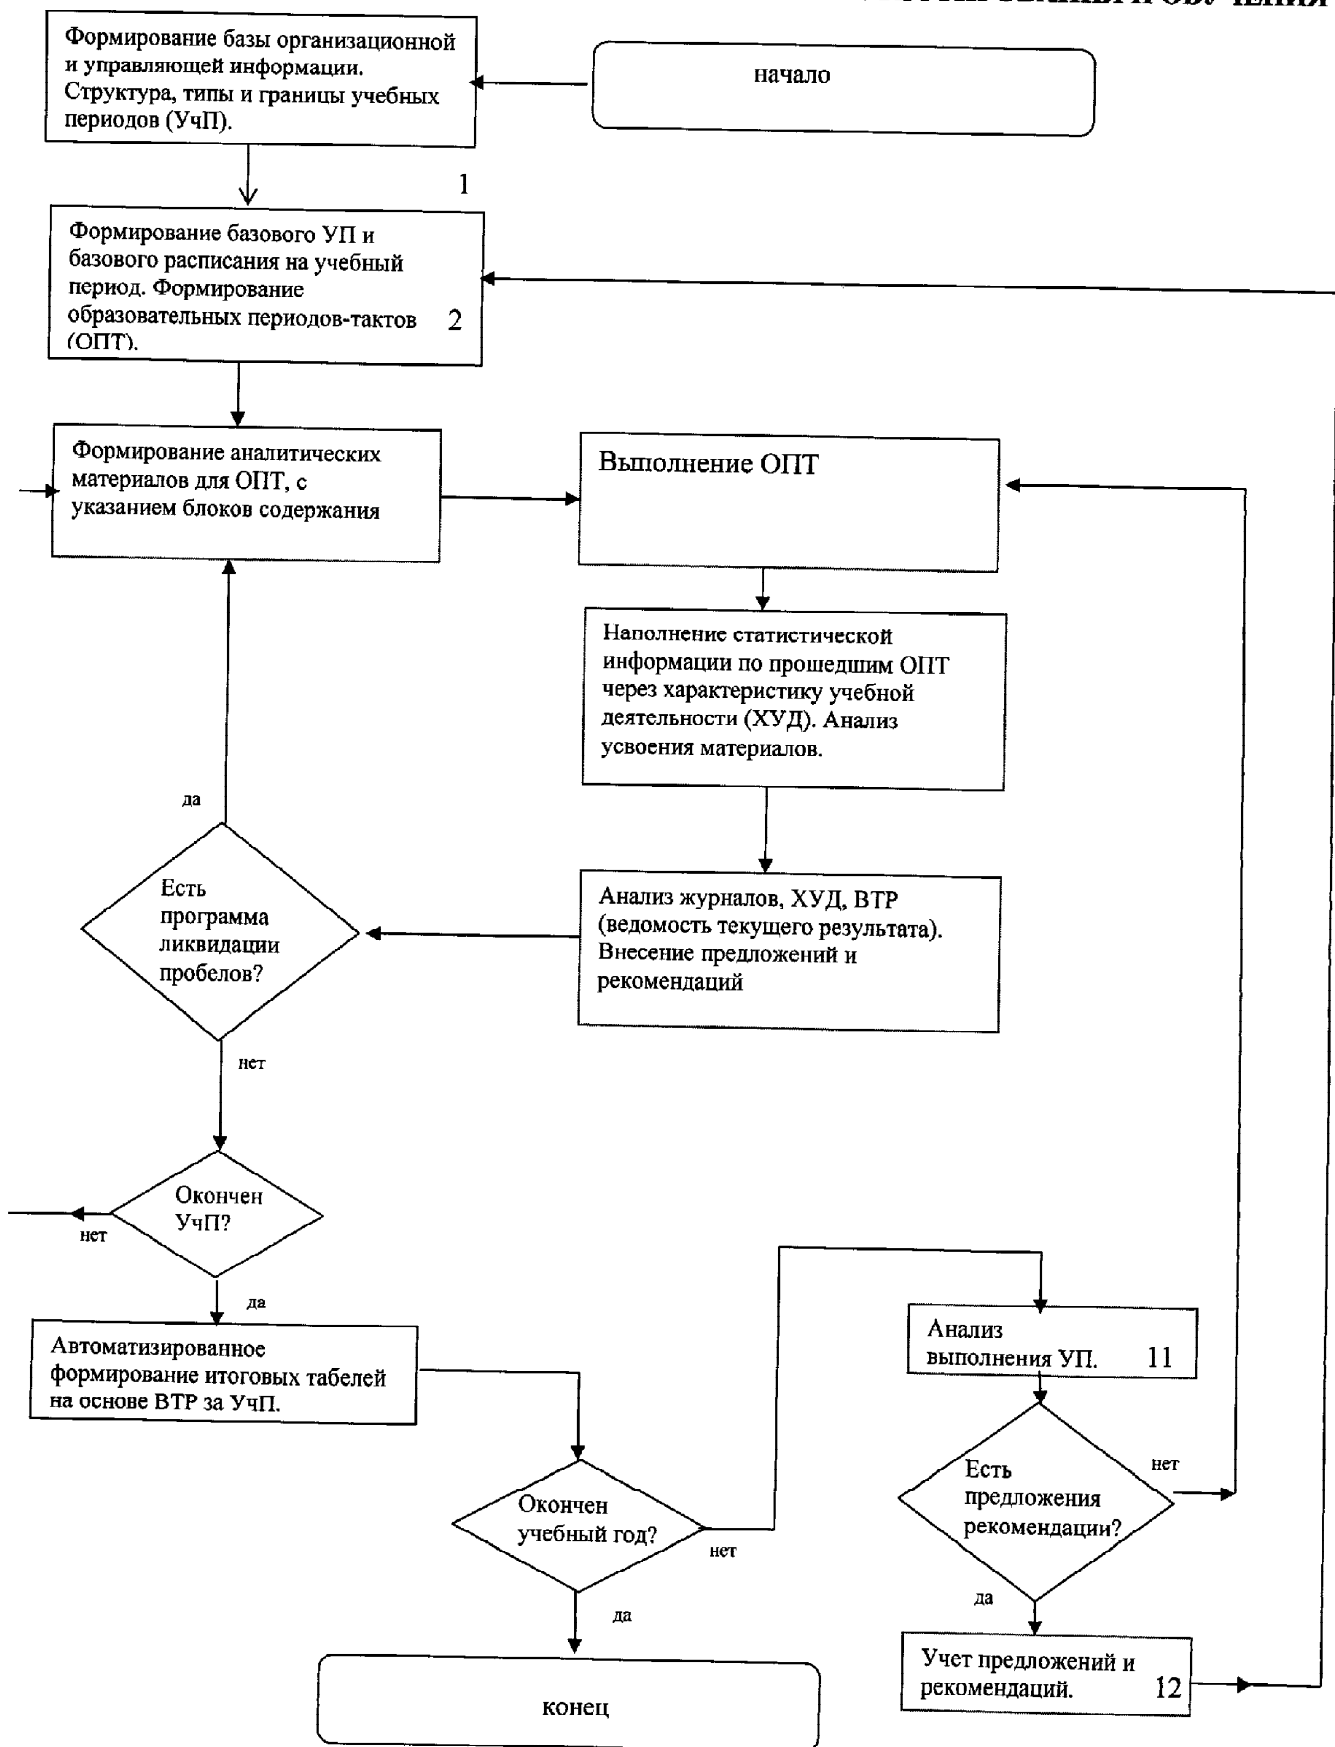 И ОБУЧЕНИЯ
Формирование базы организационной
и управляющей информации.
Структура, типы и границы учебных
периодов (УчП).
начало
1
Формирование базового УП и
базового расписания на учебный
период. Формирование
образовательных периодов-тактов 2
(ОПТ).
Формирование аналитических
материалов для ОПТ, с
указанием блоков содержания
Выполнение ОПТ
Наполнение статистической
информации по прошедшим ОПТ
через характеристику учебной
деятельности (ХУД). Анализ
усвоения материалов.
да
Есть
программа
ликвидации
пробелов?
Анализ журналов, ХУД, ВТР
(ведомость текущего результата).
Внесение предложений и
рекомендаций
нет
Окончен
УчП?
нет
да
Автоматизированное
формирование итоговых табелей
на основе ВТР за УчП.
Анализ
выполнения УП. 11
Окончен
учебный год?
нет
да
Есть
предложения
рекомендации?
нет
да
Учет предложений и
рекомендаций. 12
конец